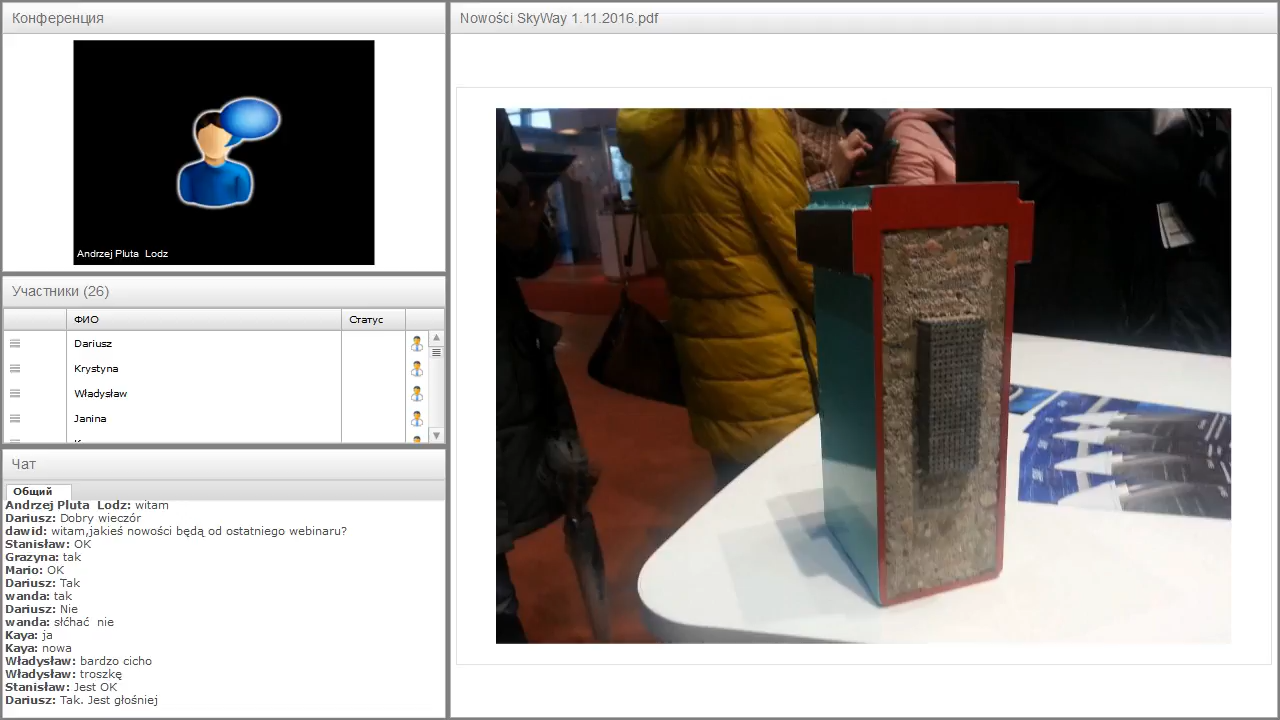 Конференция
Andrzej Pluta Lodz
Участники (26)
ФИО
Статус
Dariusz
Krystyna
Władysław
Janina
Чат
Общий
Andrzej Pluta Lodz: witam
Dariusz: Dobry wieczór
dawid: witam,jakieś nowości będą od ostatniego webinaru?
Stanisław: OK
Grazyna: tak
Mario: OK
Dariusz: Tak
wanda: tak
Dariusz: Nie
wanda: słćhać nie
Kaya: ja
Kaya: nowa
Władysław: bardzo cicho
Władysław: troszkę
Stanisław: Jest OK
Dariusz: Tak. Jest głośniej
Nowości SkyWay 1.11.2016.pdf